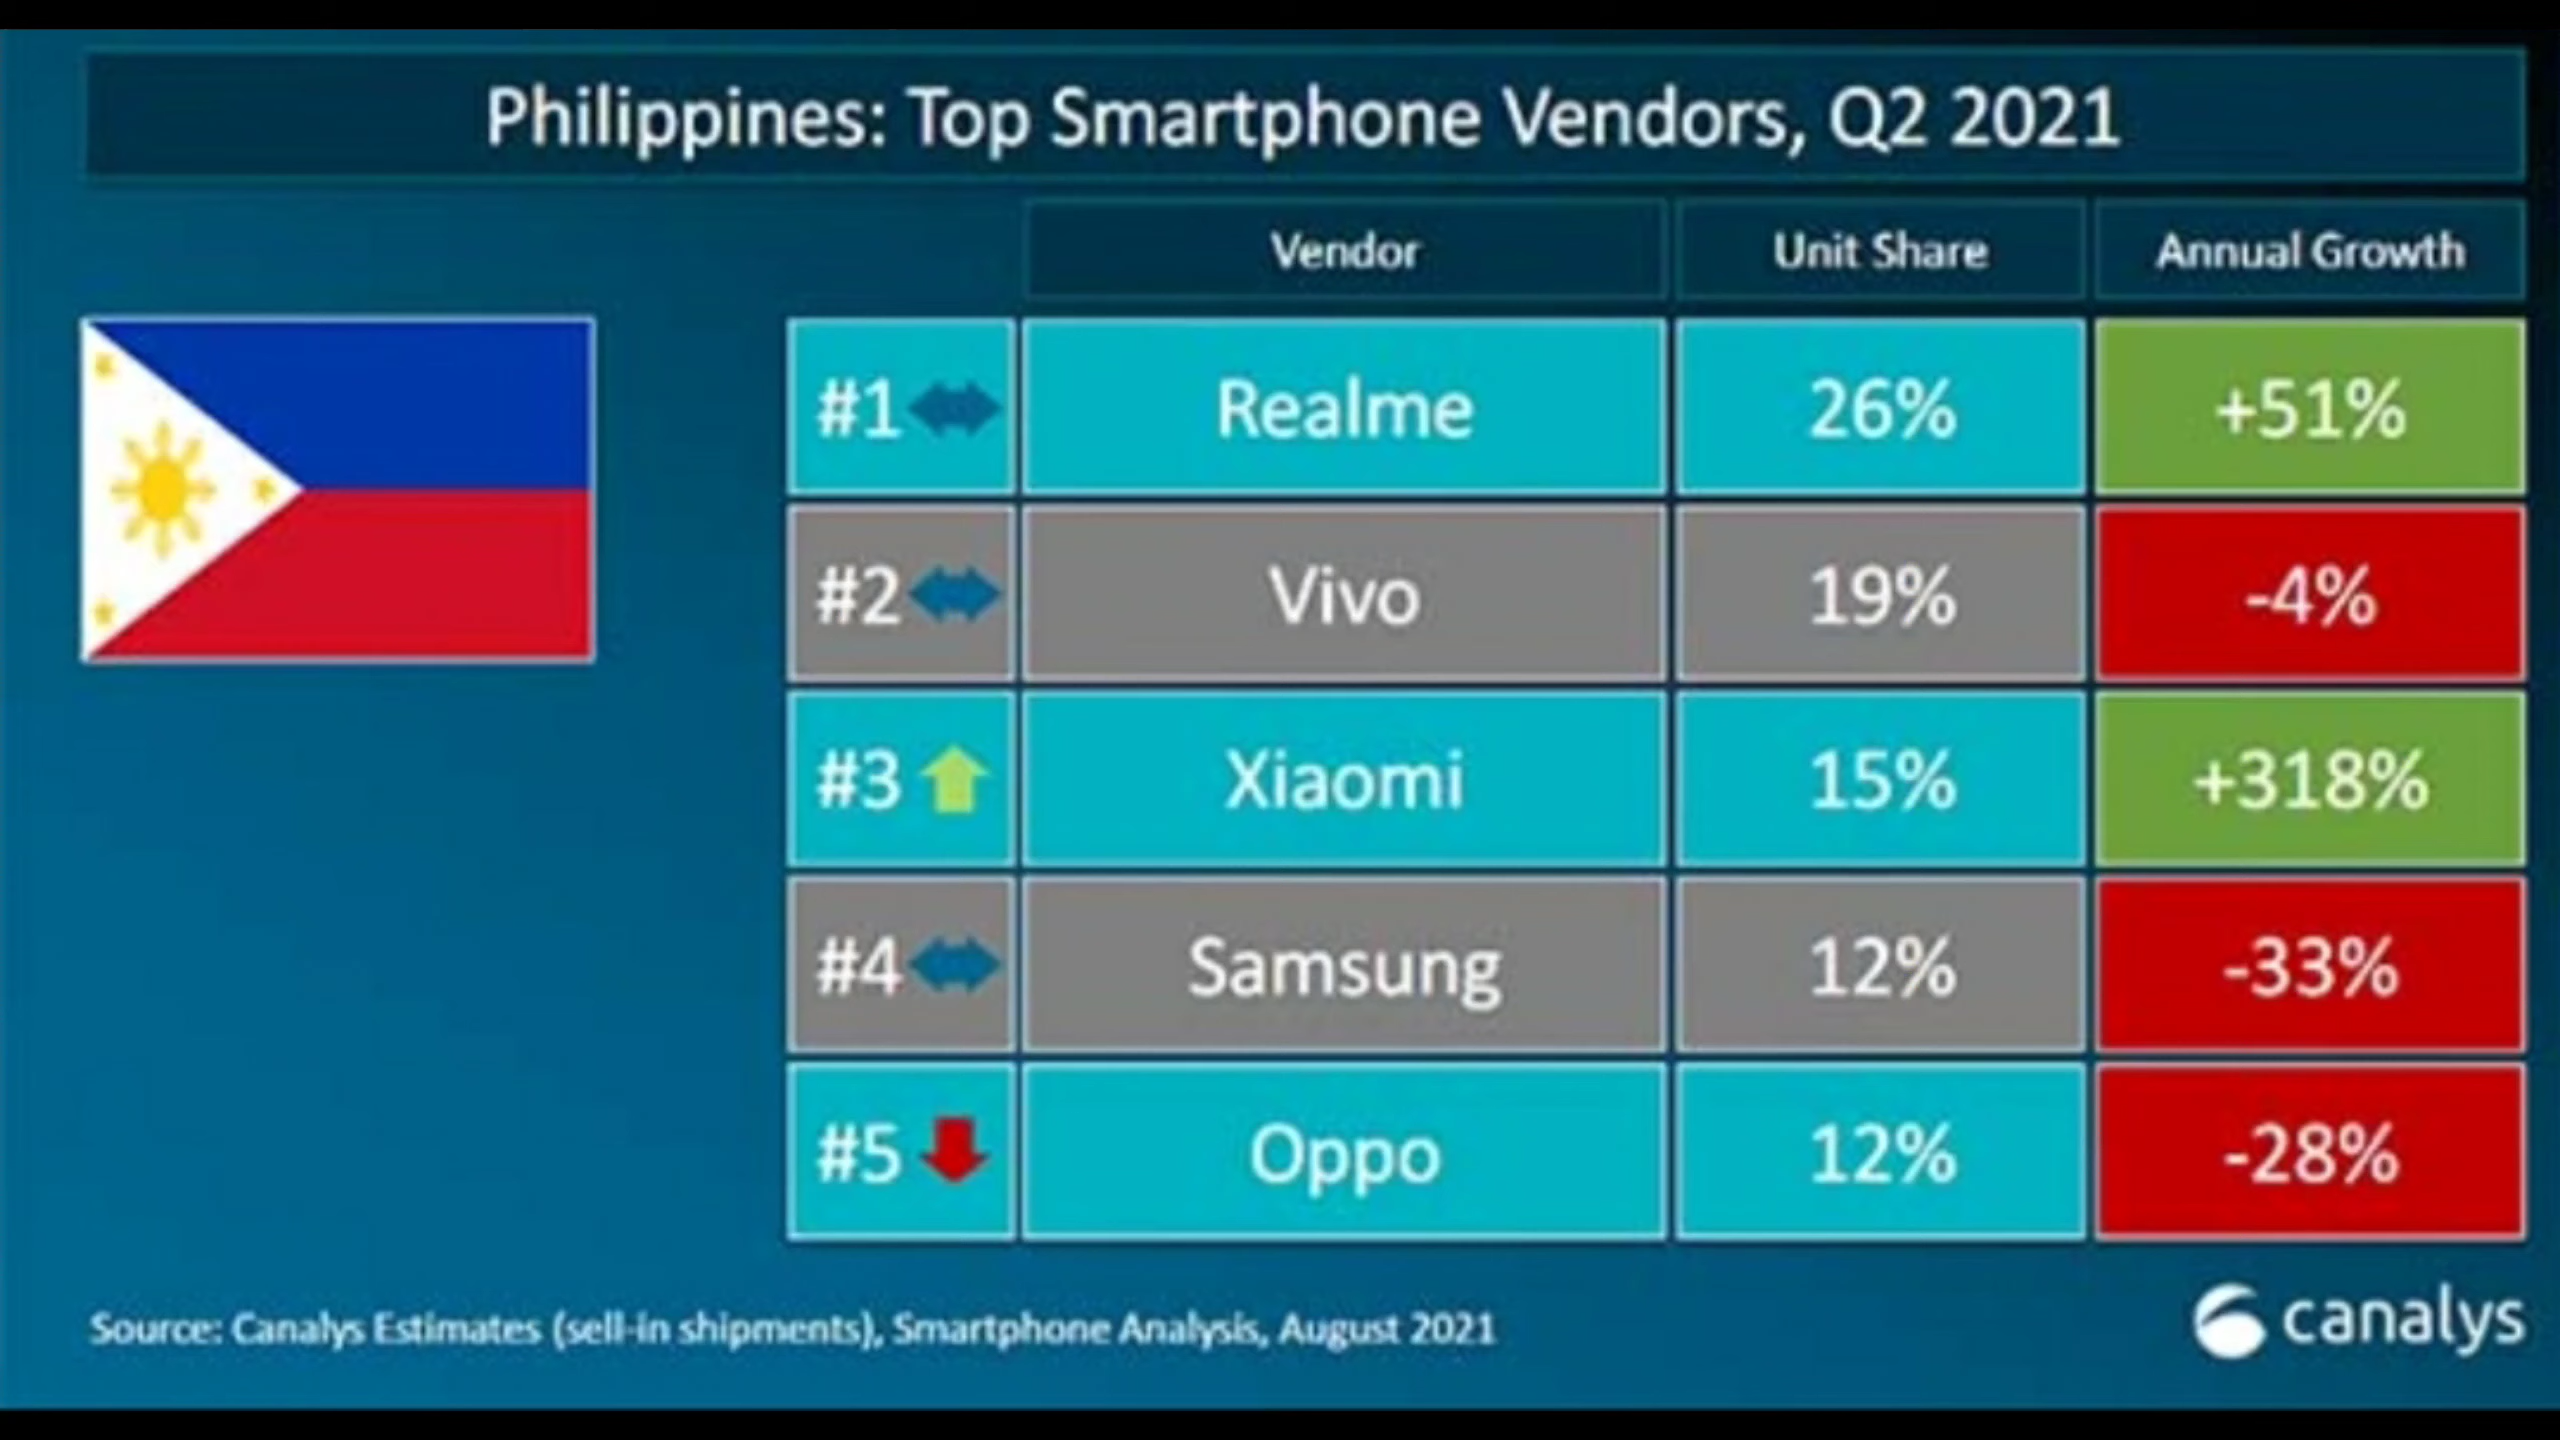 Philippines: Top Smartphone Vendors, Q2 2021
Vendor Unit Share Annual Growth
#1 Realme 26% +51%
#2 Vivo 19% -4%
#3 Xiaomi 15% +318%
#4 Samsung 12% -33%
#5 Oppo 12% -28%
Source: Canalys Estimates (sell-in shipments), Smartphone Analysis, August 2021
canalys